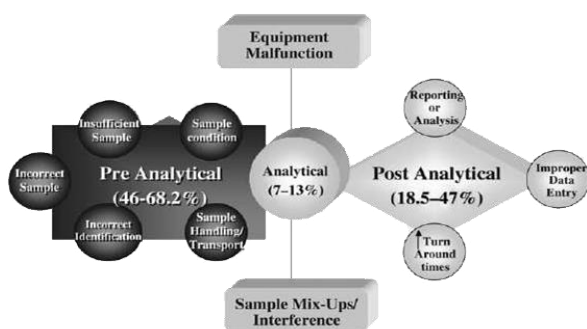 Equipment
Malfunction
Insufficient
Sample
Sample
condition
Incorrect
Sample
Pre Analytical
(46-68.2%)
Incorrect
Identification
Sample
Handling/
Transport
Analytical
(7–13%)
Reporting
or
Analysis
Post Analytical
(18.5–47%)
Improper
Data
Entry
Turn
Around
times
Sample Mix-Ups/
Interference